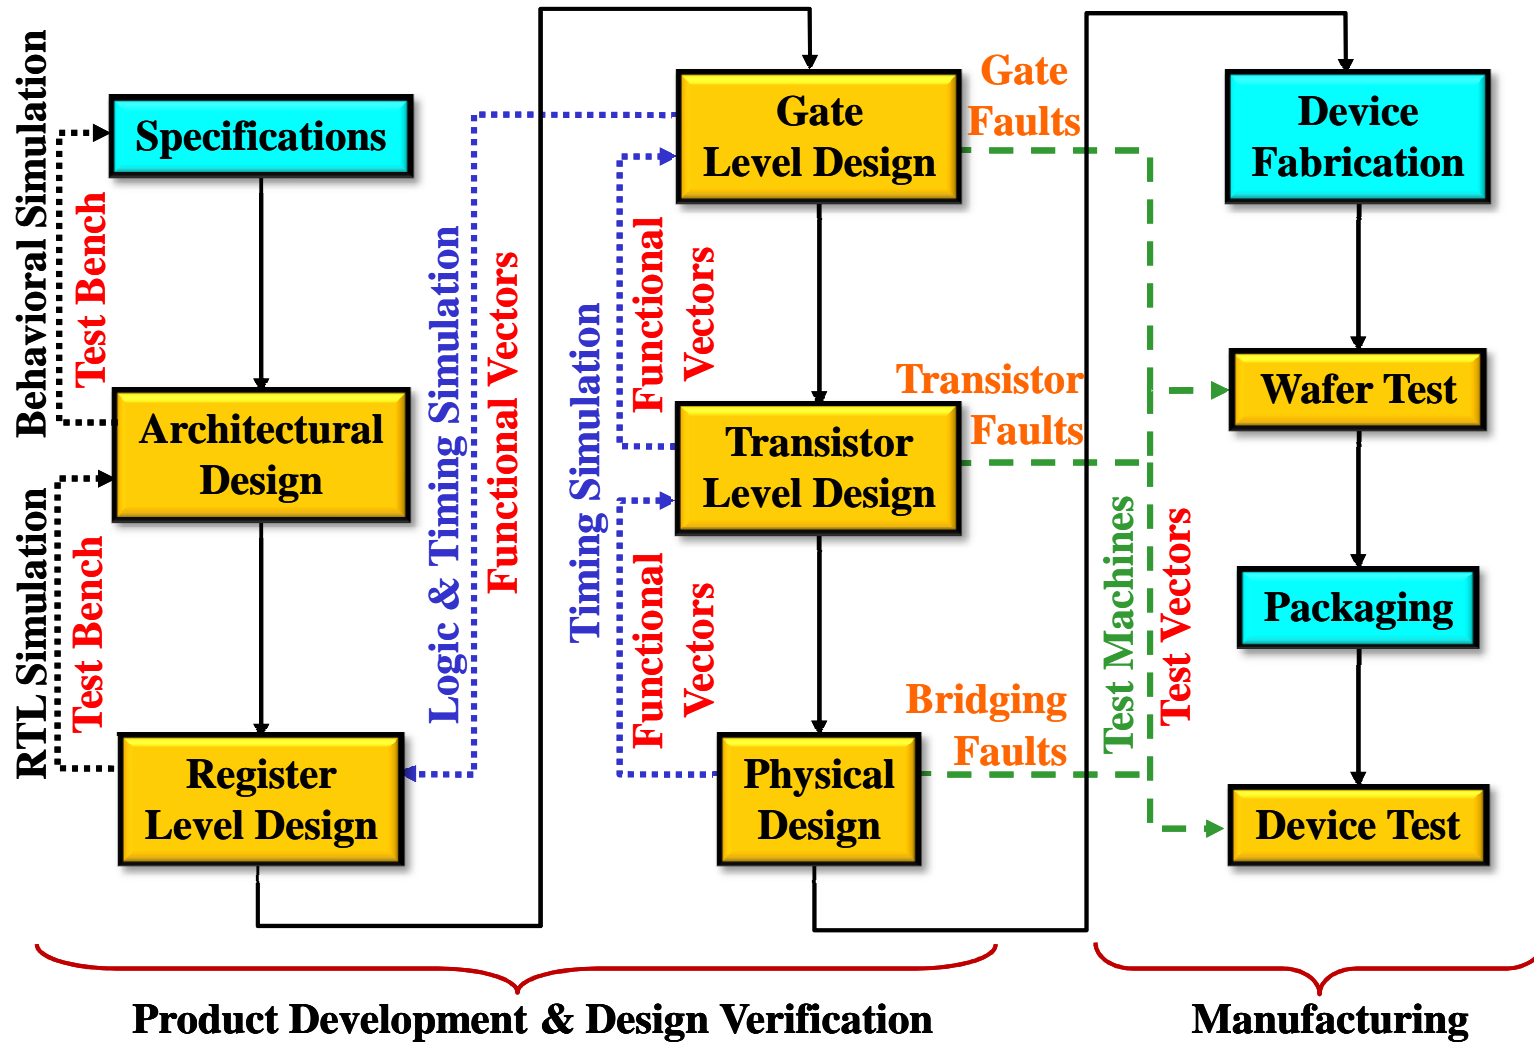 Behavioral Simulation
Test Bench
RTL Simulation
Test Bench
Specifications
Architectural
Design
Register
Level Design
Logic & Timing Simulation
Functional Vectors
Timing Simulation
Functional
Vectors
Functional
Vectors
Gate
Level Design
Transistor
Level Design
Physical
Design
Gate
Faults
Transistor
Faults
Bridging
Faults
Test Machines
Test Vectors
Device
Fabrication
Wafer Test
Packaging
Device Test
Product Development & Design Verification
Manufacturing